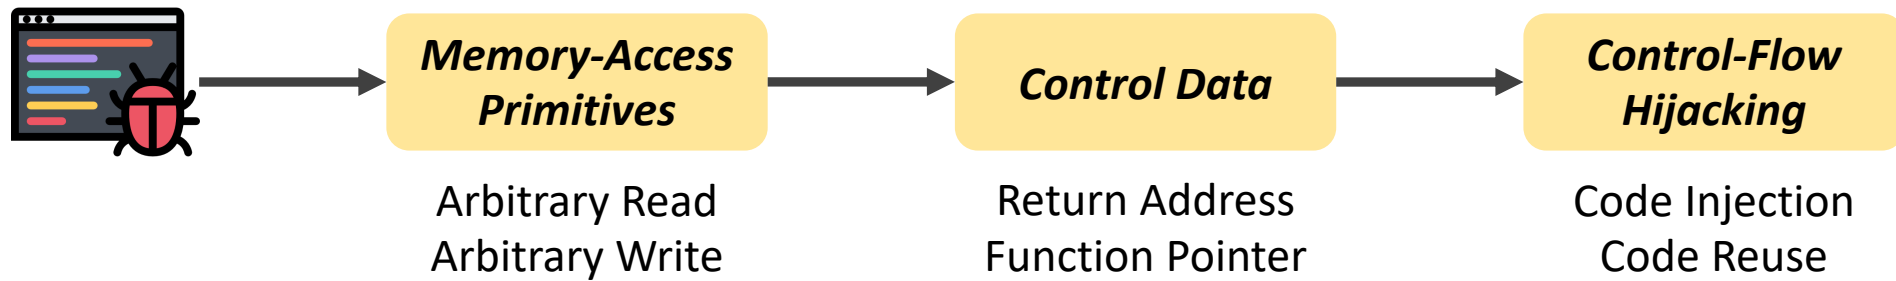 Memory-Access
Primitives
Arbitrary Read
Arbitrary Write
Control Data
Return Address
Function Pointer
Control-Flow
Hijacking
Code Injection
Code Reuse